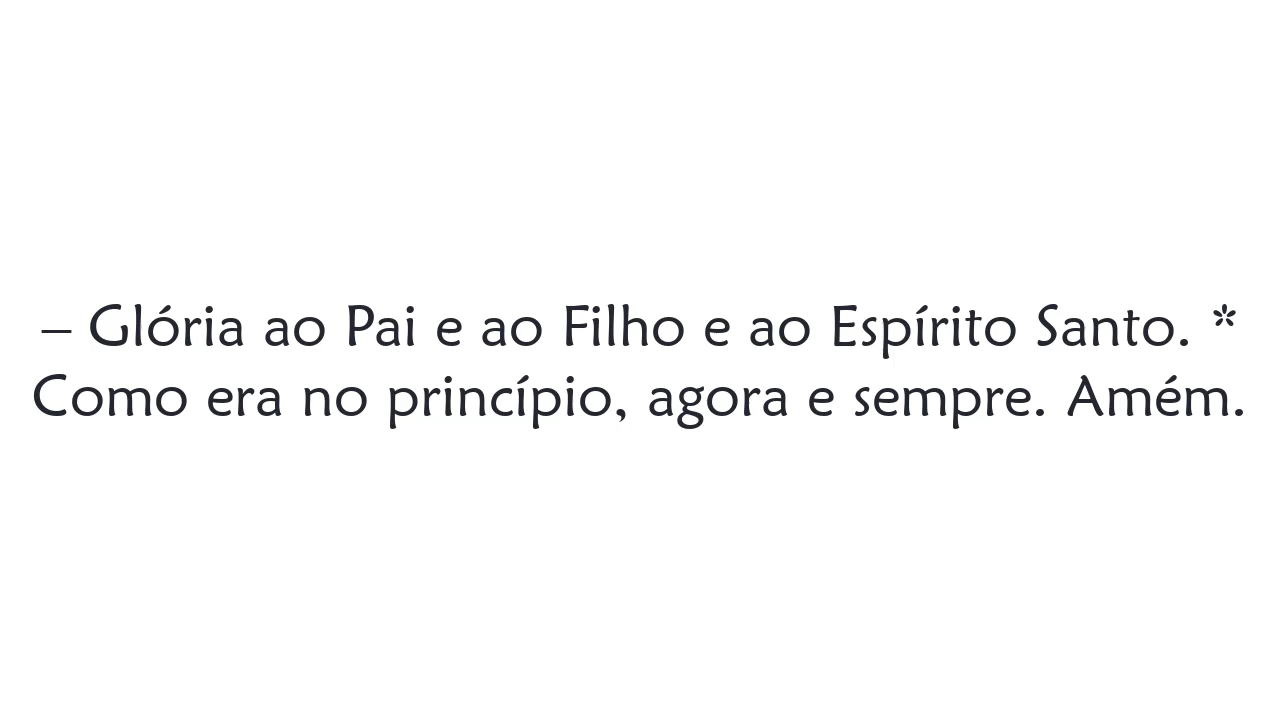 – Glória ao Pai e ao Filho e ao Espírito Santo. *
Como era no princípio, agora e sempre. Amém.